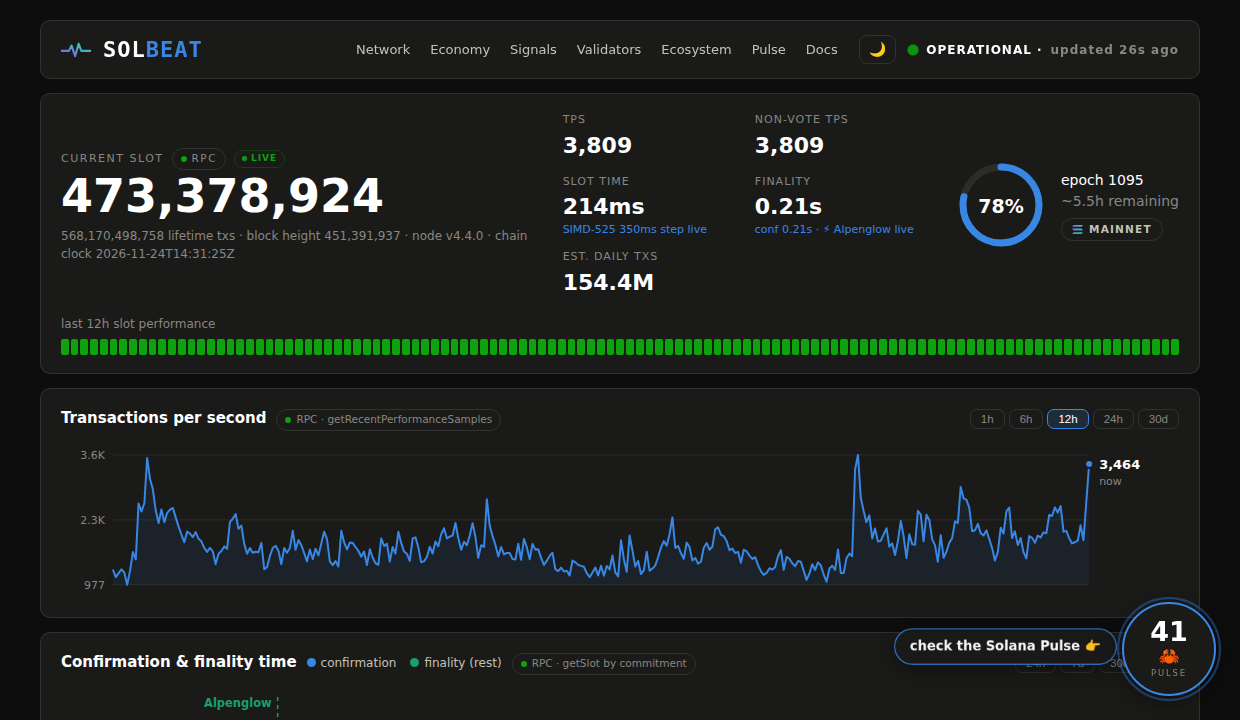 SOLBEAT
Network Economy Signals Validators Ecosystem Pulse Docs
OPERATIONAL · updated 26s ago
CURRENT SLOT RPC LIVE
473,378,924
568,170,498,758 lifetime txs · block height 451,391,937 · node v4.4.0 · chain
clock 2026-11-24T14:31:25Z
TPS
3,809
NON-VOTE TPS
3,809
SLOT TIME
214ms
SIMD-525 350ms step live
FINALITY
0.21s
conf 0.21s · ⚡ Alpenglow live
EST. DAILY TXS
154.4M
78%
epoch 1095
~5.5h remaining
MAINNET
last 12h slot performance
Transactions per second RPC · getRecentPerformanceSamples
1h 6h 12h 24h 30d
3.6K
2.3K
977
3,464
now
Confirmation & finality time confirmation finality (rest) RPC · getSlot by commitment
Alpenglow
check the Solana Pulse 👉
41
PULSE